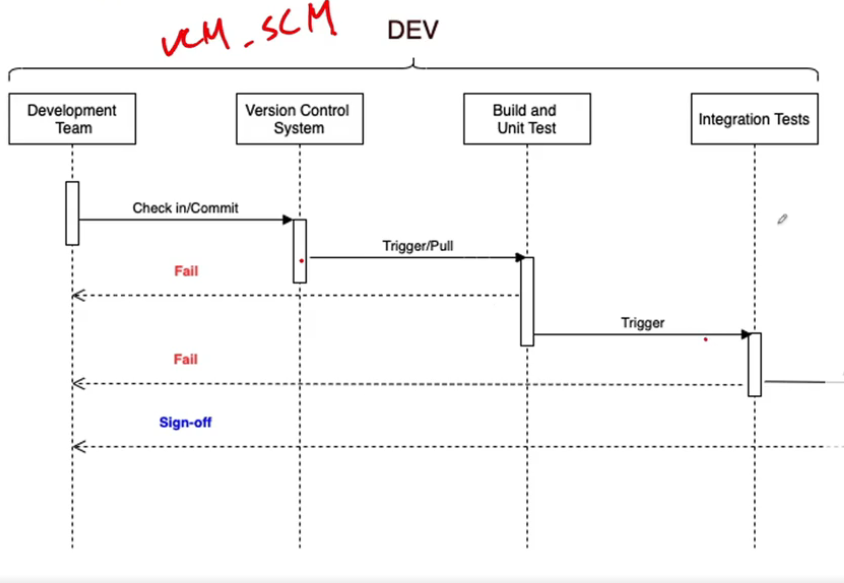 VCM - SCM
DEV
Development
Team
Version Control
System
Build and
Unit Test
Integration Tests
Check in/Commit
Trigger/Pull
Fail
Trigger
Fail
Sign-off